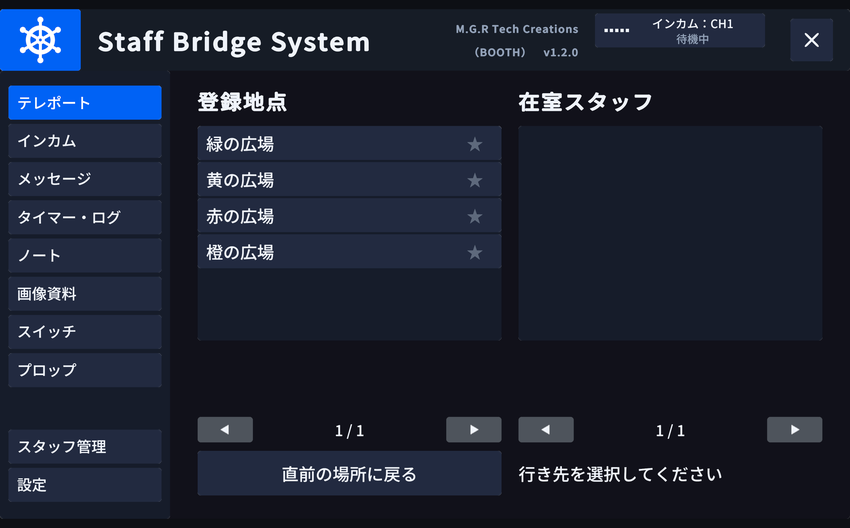 Staff Bridge System
M.G.R Tech Creations
（BOOTH） v1.2.0
インカム：CH1
待機中
テレポート
インカム
メッセージ
タイマー・ログ
ノート
画像資料
スイッチ
プロップ
スタッフ管理
設定
登録地点
緑の広場 ★
黄の広場 ★
赤の広場 ★
橙の広場 ★
1 / 1
直前の場所に戻る
在室スタッフ
1 / 1
行き先を選択してください